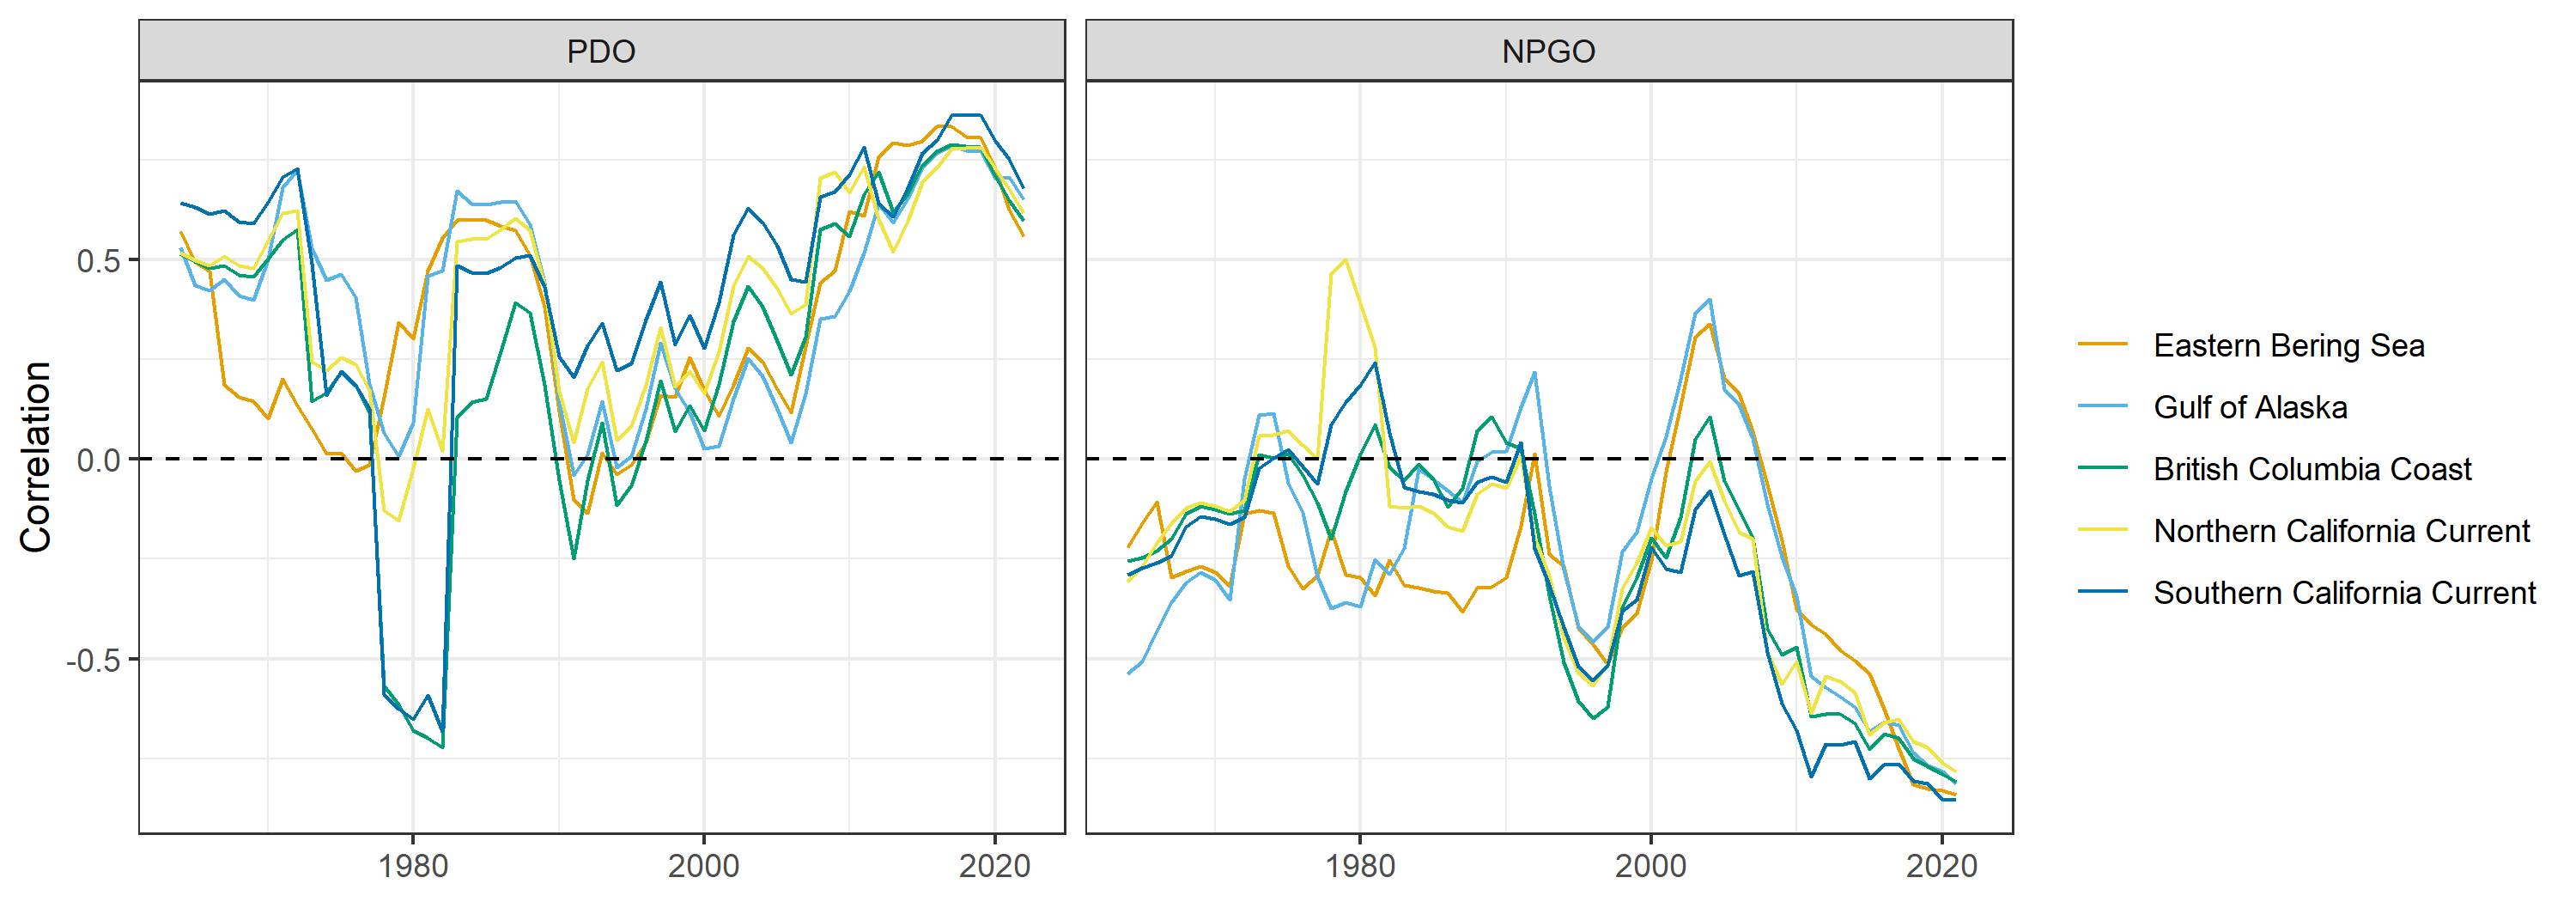 PDO
NPGO
Correlation
0.5
0.0
-0.5
1980
2000
2020
1980
2000
2020
Eastern Bering Sea
Gulf of Alaska
British Columbia Coast
Northern California Current
Southern California Current